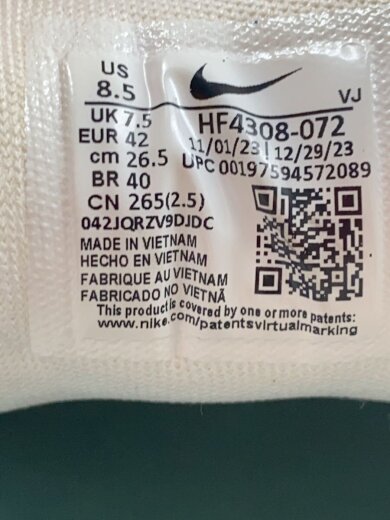 US
8.5
VJ
UK 7.5
EUR 42
cm 26.5
BR 40
CN 265(2.5)
HF4308-072
11/01/23 | 12/29/23
UPC 00197594572089
042JQRZV9DJDC
MADE IN VIETNAM
HECHO EN VIETNAM
FABRIQUE AU VIETNAM
FABRICADO NO VIETNÃ
This product is covered by one or more patents:
www.nike.com/patentsvirtualmarking